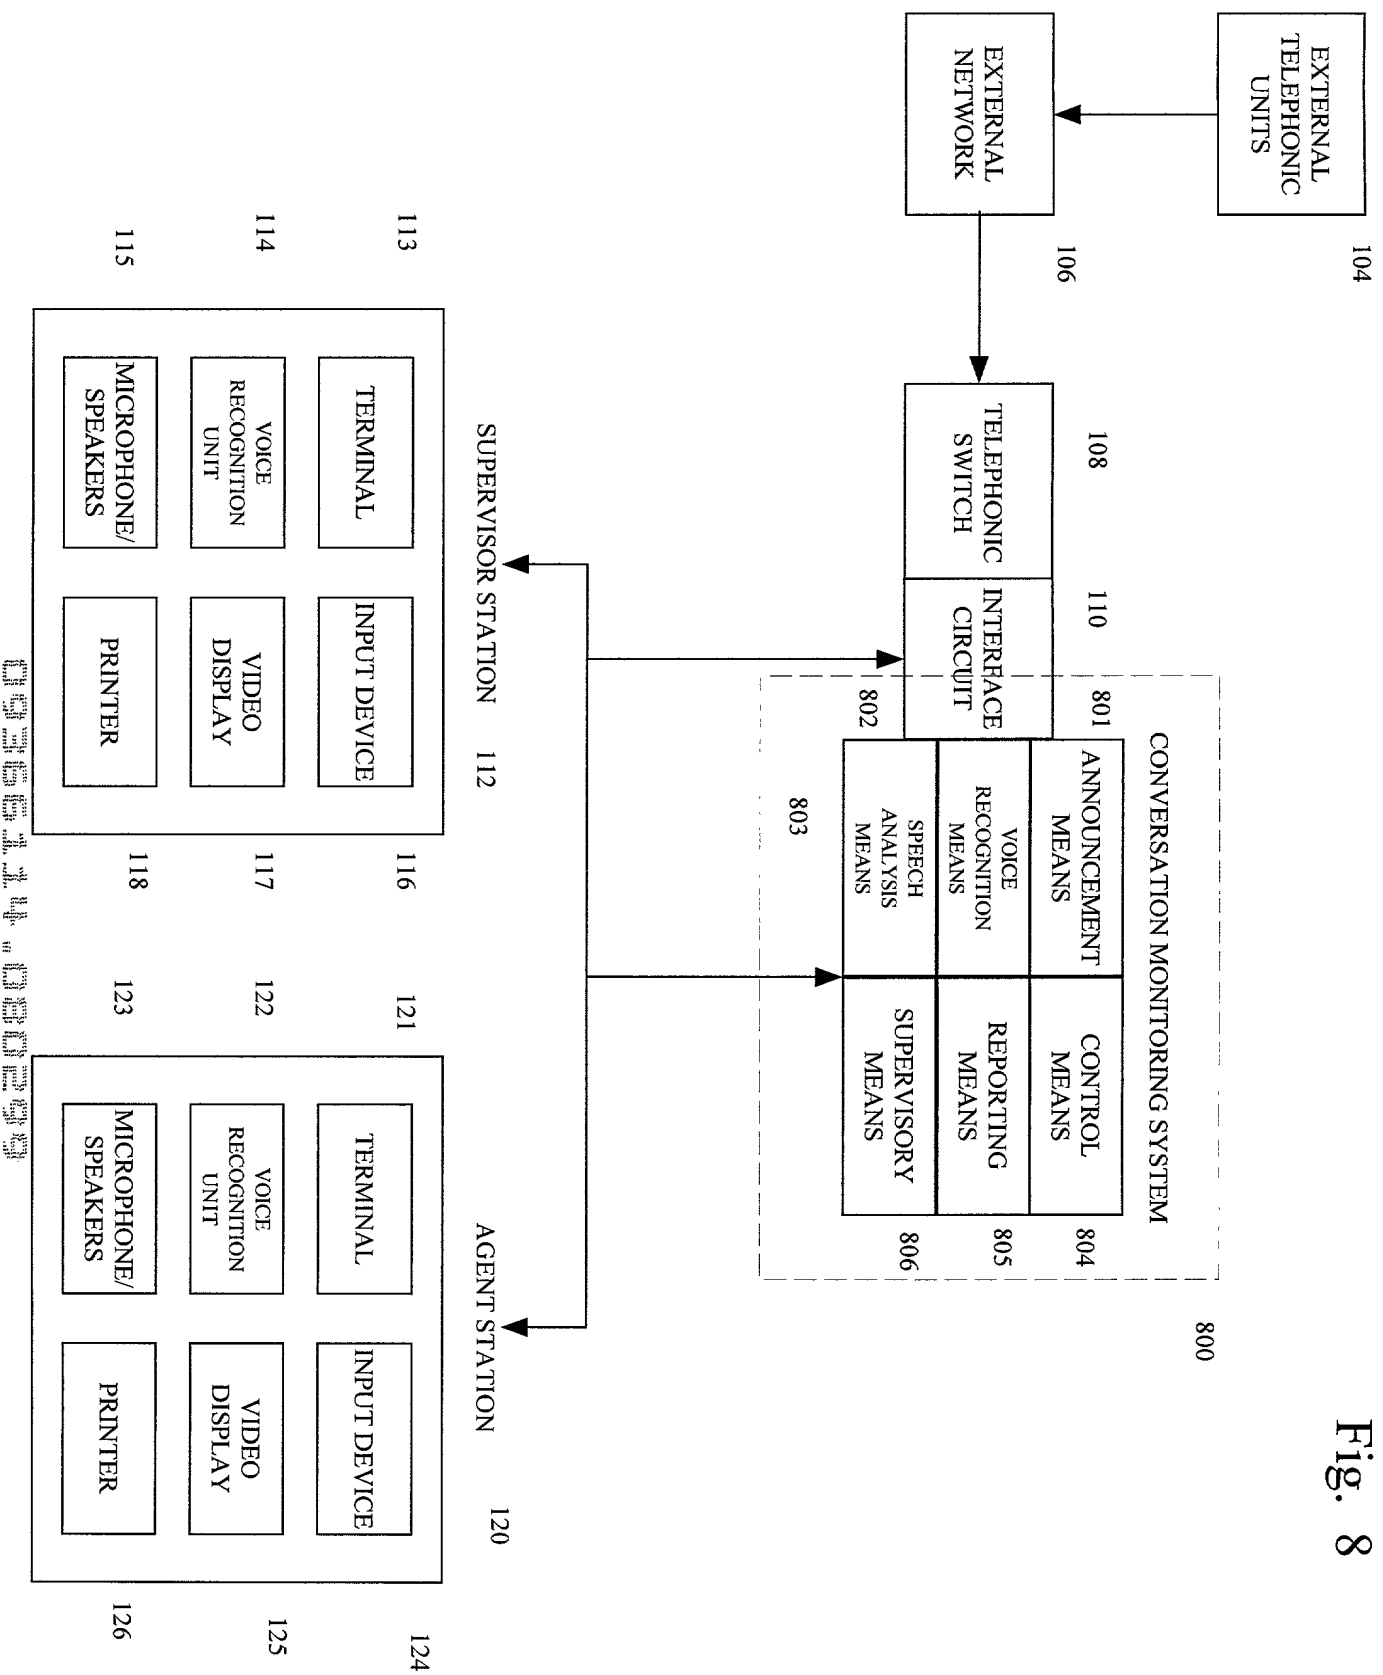 Fig. 8
EXTERNAL
TELEPHONIC
UNITS
104
EXTERNAL
NETWORK
106
108
TELEPHONIC
SWITCH
110
INTERFACE
CIRCUIT
CONVERSATION MONITORING SYSTEM
800
801
ANNOUNCEMENT
MEANS
CONTROL
MEANS
804
VOICE
RECOGNITION
MEANS
REPORTING
MEANS
805
802
SPEECH
ANALYSIS
MEANS
SUPERVISORY
MEANS
806
803
SUPERVISOR STATION
112
113
TERMINAL
INPUT DEVICE
116
114
VOICE
RECOGNITION
UNIT
VIDEO
DISPLAY
117
115
MICROPHONE/
SPEAKERS
PRINTER
118
AGENT STATION
120
121
TERMINAL
INPUT DEVICE
124
122
VOICE
RECOGNITION
UNIT
VIDEO
DISPLAY
125
123
MICROPHONE/
SPEAKERS
PRINTER
126
09366114.080299